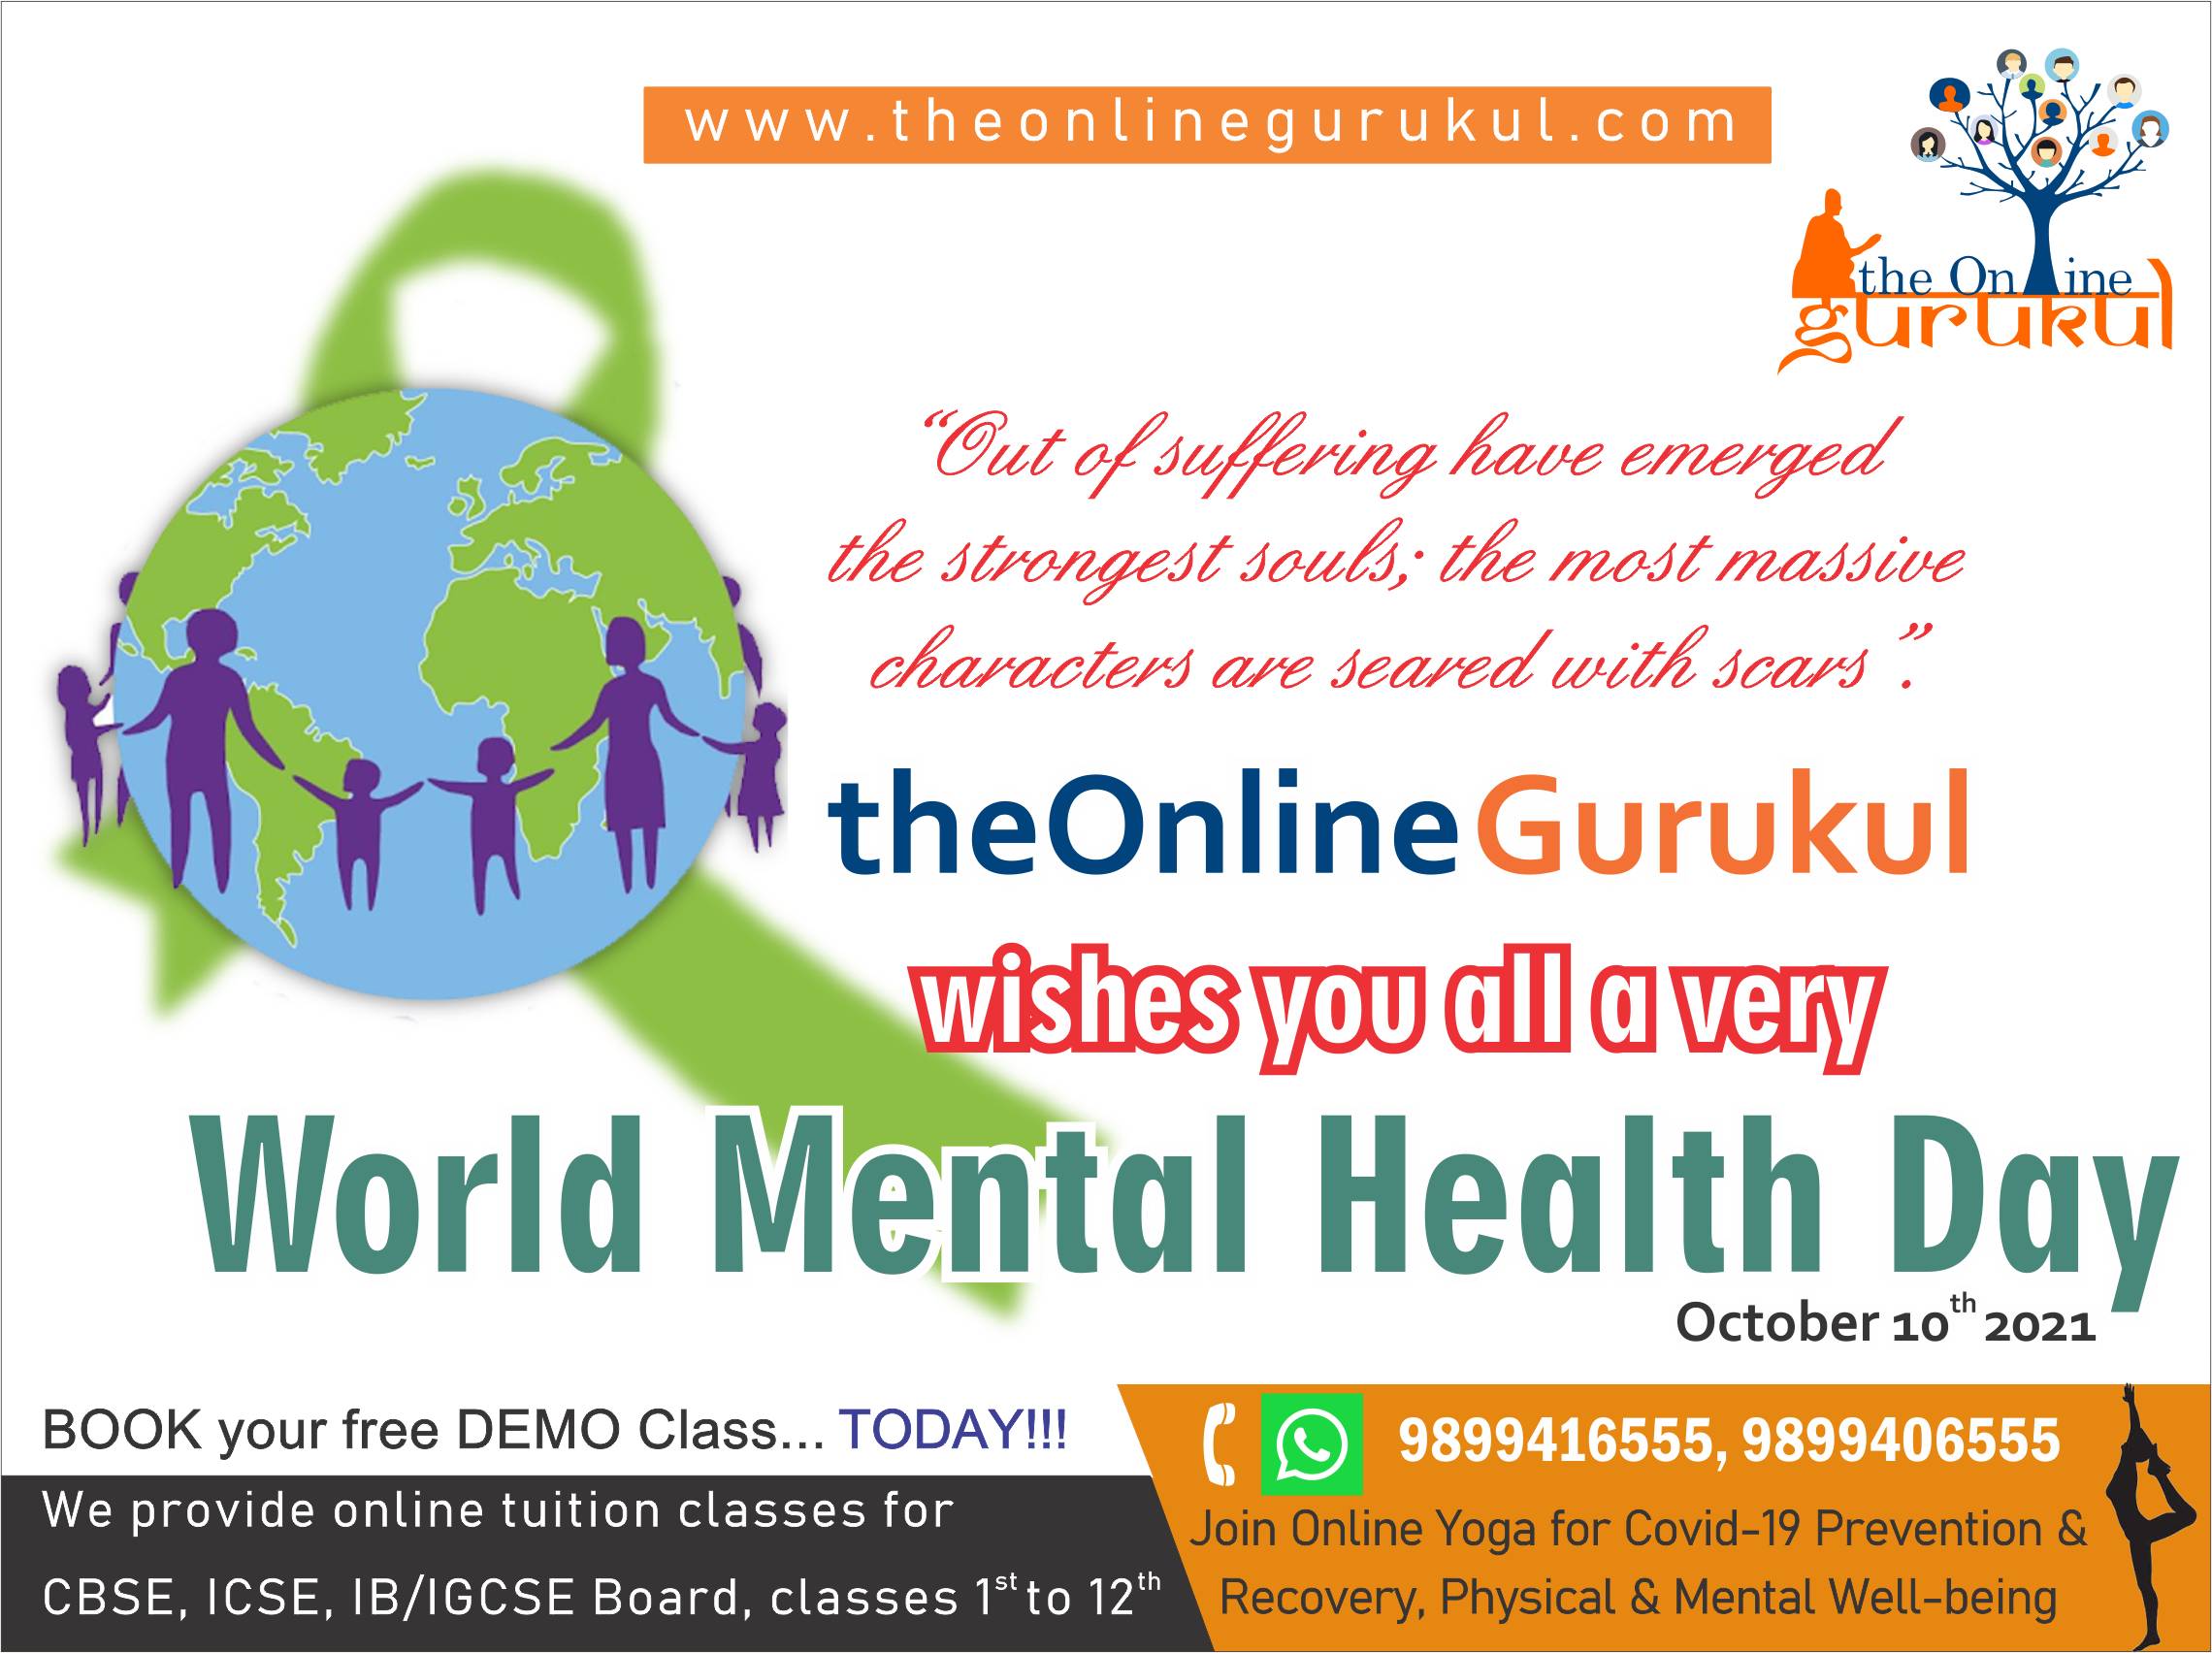 www.theonlinegurukul.com
the Online
gurukul
“Out of suffering have emerged
the strongest souls; the most massive
characters are seared with scars ”.
theOnlineGurukul
wishes you all a very
World Mental Health Day
October 10th 2021
BOOK your free DEMO Class... TODAY!!!
We provide online tuition classes for
CBSE, ICSE, IB/IGCSE Board, classes 1st to 12th
9899416555, 9899406555
Join Online Yoga for Covid-19 Prevention &
Recovery, Physical & Mental Well-being